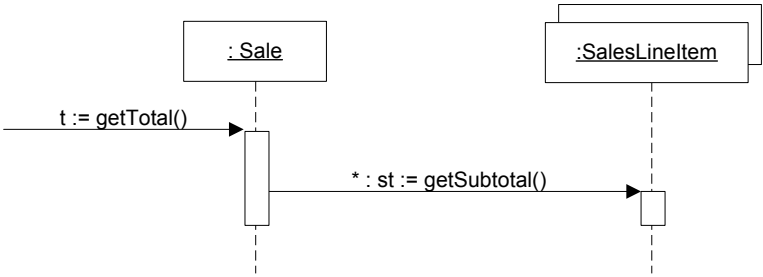 : Sale
:SalesLineItem
t := getTotal()
* : st := getSubtotal()